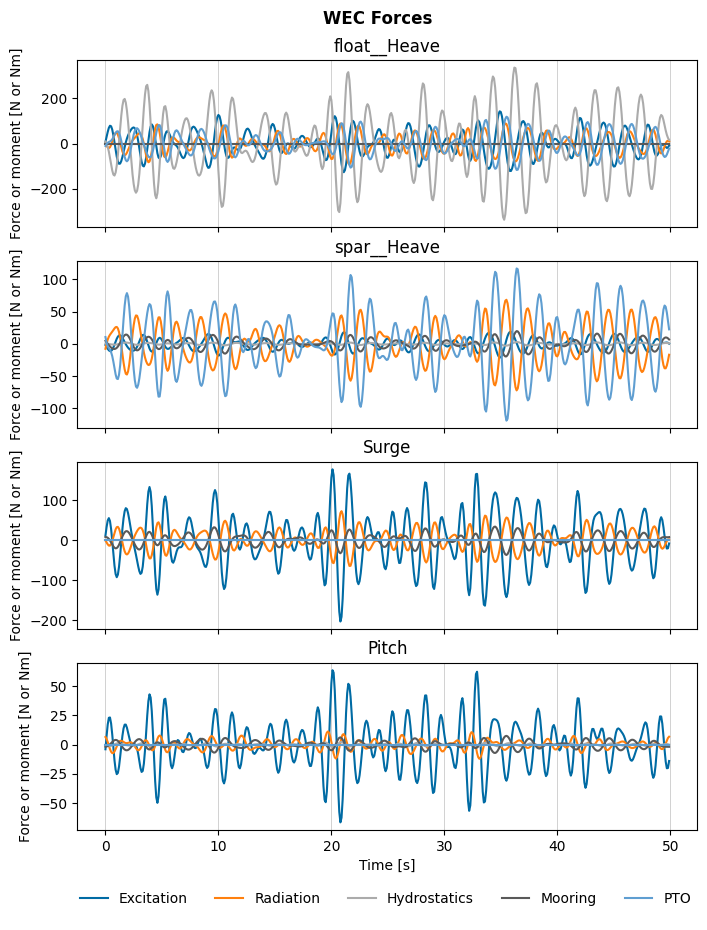 WEC Forces
float__Heave
Force or moment [N or Nm]
200
0
−200
spar__Heave
Force or moment [N or Nm]
100
50
0
−50
−100
Surge
Force or moment [N or Nm]
100
0
−100
−200
Pitch
Force or moment [N or Nm]
50
25
0
−25
−50
0 10 20 30 40 50
Time [s]
Excitation Radiation Hydrostatics Mooring PTO